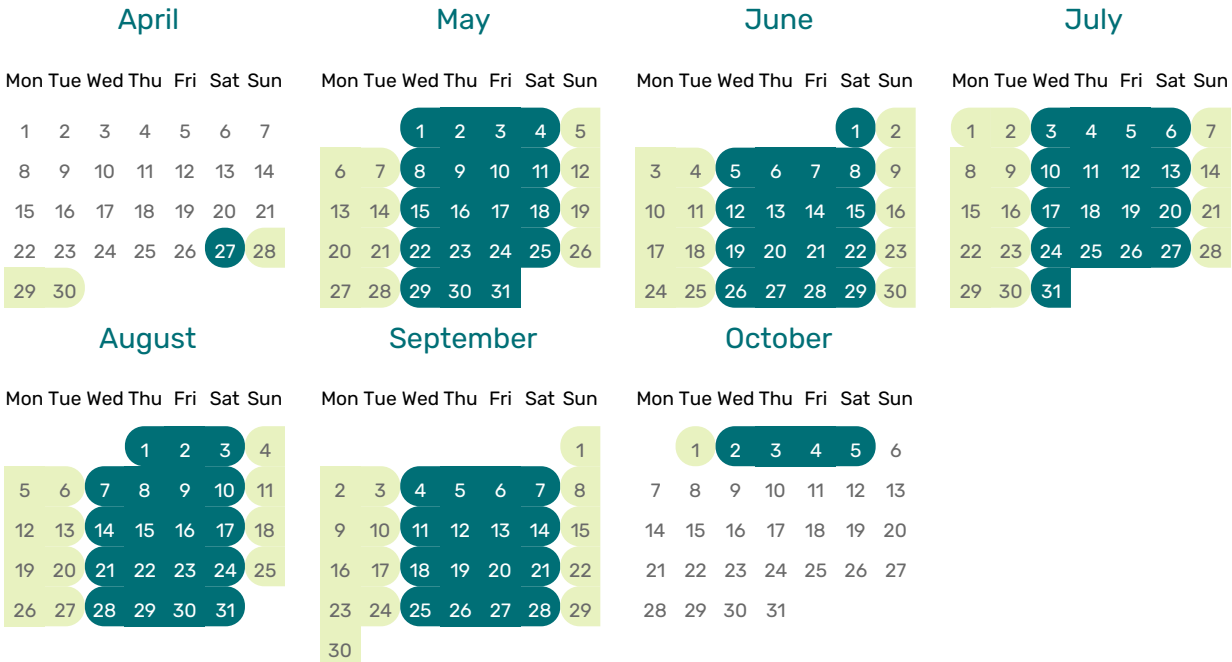 April May June July
Mon Tue Wed Thu Fri Sat Sun Mon Tue Wed Thu Fri Sat Sun Mon Tue Wed Thu Fri Sat Sun Mon Tue Wed Thu Fri Sat Sun
1 2 3 4 5 6 7 1 2 3 4 5 1 2 1 2 3 4 5 6 7
8 9 10 11 12 13 14 6 7 8 9 10 11 12 3 4 5 6 7 8 9 8 9 10 11 12 13 14
15 16 17 18 19 20 21 13 14 15 16 17 18 19 10 11 12 13 14 15 16 15 16 17 18 19 20 21
22 23 24 25 26 27 28 20 21 22 23 24 25 26 17 18 19 20 21 22 23 22 23 24 25 26 27 28
29 30 27 28 29 30 31 24 25 26 27 28 29 30 29 30 31
August September October
Mon Tue Wed Thu Fri Sat Sun Mon Tue Wed Thu Fri Sat Sun Mon Tue Wed Thu Fri Sat Sun
1 2 3 4 1 1 2 3 4 5 6
5 6 7 8 9 10 11 2 3 4 5 6 7 8 7 8 9 10 11 12 13
12 13 14 15 16 17 18 9 10 11 12 13 14 15 14 15 16 17 18 19 20
19 20 21 22 23 24 25 16 17 18 19 20 21 22 21 22 23 24 25 26 27
26 27 28 29 30 31 23 24 25 26 27 28 29 28 29 30 31
30